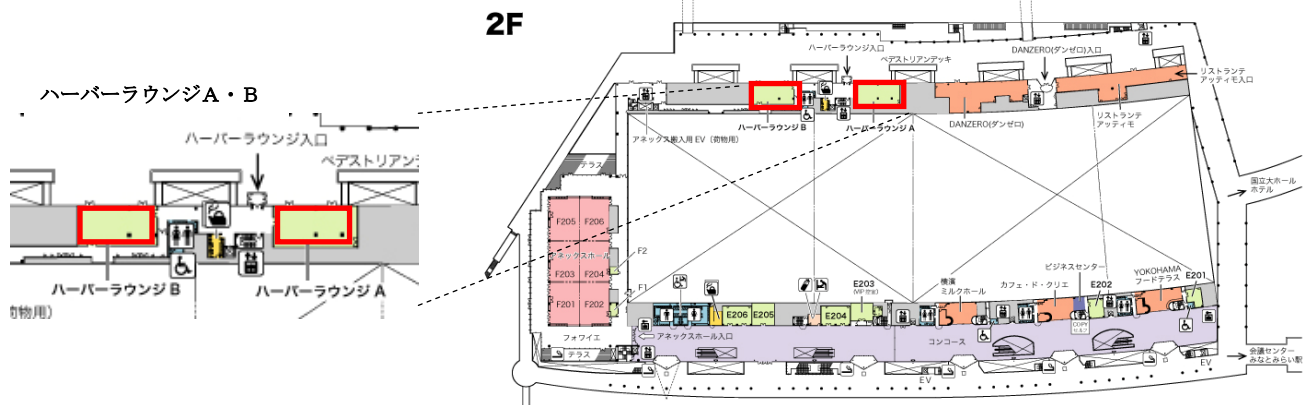 2F
ハーバーラウンジA・B
ハーバーラウンジ入口
ペデストリアンデ
ハーバーラウンジ B
ハーバーラウンジ A
荷物用）
ハーバーラウンジ入口
DANZERO(ダンゼロ)入口
ペデストリアンデッキ
リストランテ
アッティモ入口
ハーバーラウンジ B
ハーバーラウンジ A
DANZERO(ダンゼロ)
リストランテ
アッティモ
アネックス搬入用 EV（荷物用）
テラス
国立大ホール
ホテル
F205
F206
アネックスホール
F203
F204
F201
F202
F2
F1
フォワイエ
テラス
アネックスホール入口
E206
E205
E204
E203
(VIP 控室)
横濱
ミルクホール
カフェ・ド・クリエ
ビジネスセンター
E202
YOKOHAMA
フードテラス
E201
COPY
コンコース
EV
EV
会議センター
みなとみらい駅